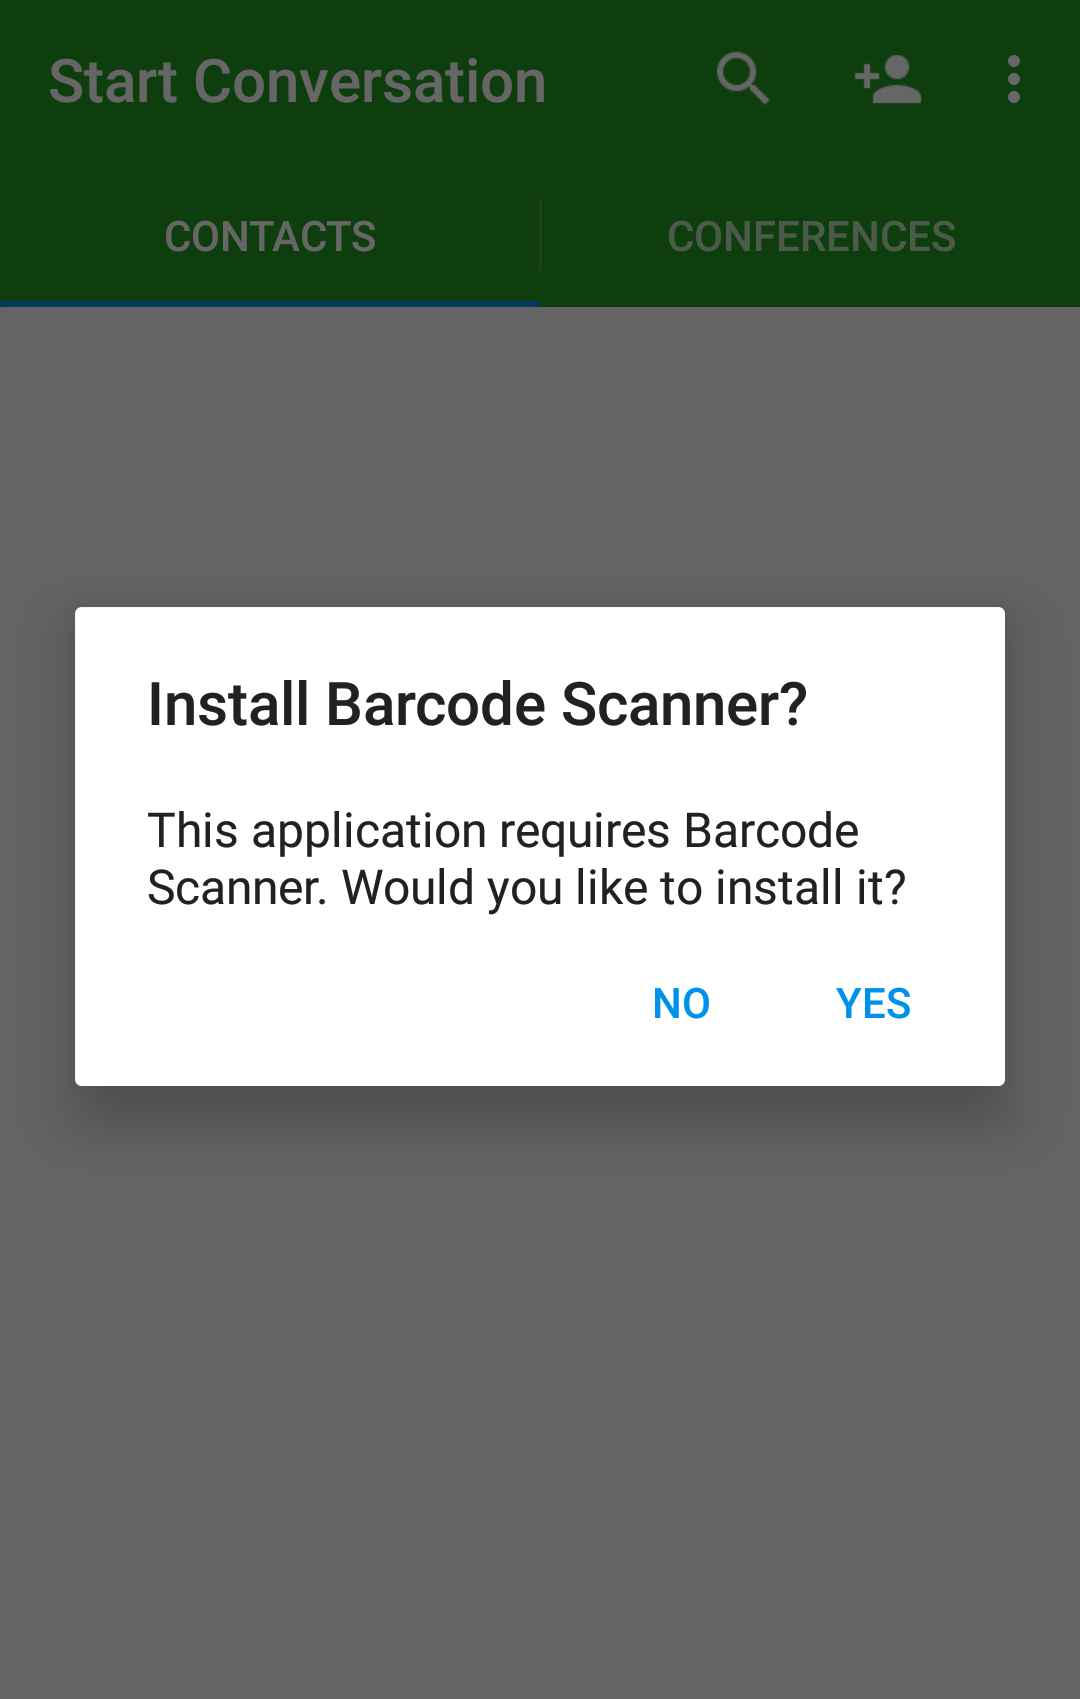 Start Conversation
CONTACTS
CONFERENCES
Install Barcode Scanner?
This application requires Barcode
Scanner. Would you like to install it?
NO
YES